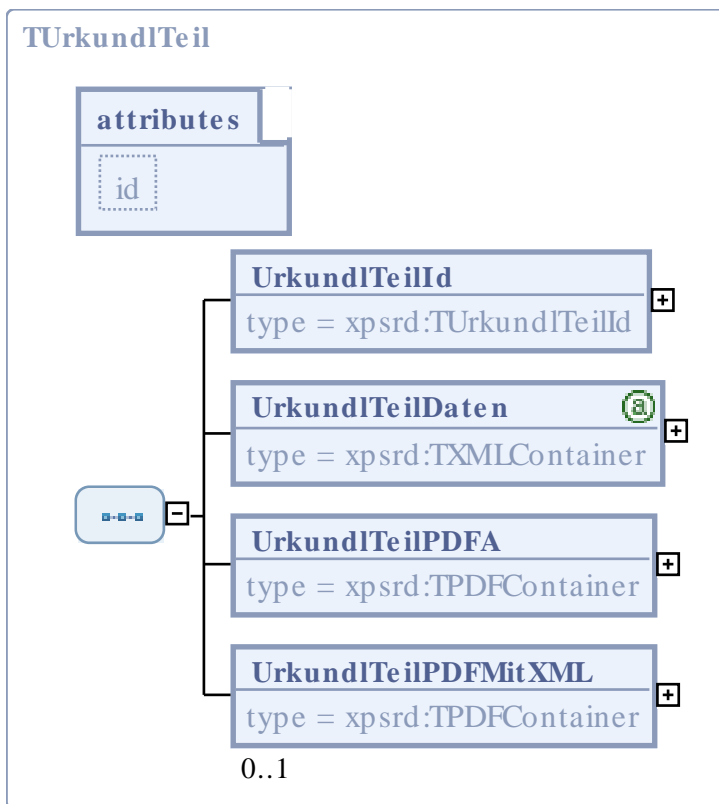 TUrkundlTeil
attributes
id
UrkundlTeilId
type = xpsrd:TUrkundlTeilId
UrkundlTeilDaten
a
type = xpsrd:TXMLContainer
UrkundlTeilPDFA
type = xpsrd:TPDFContainer
UrkundlTeilPDFMitXML
type = xpsrd:TPDFContainer
0..1